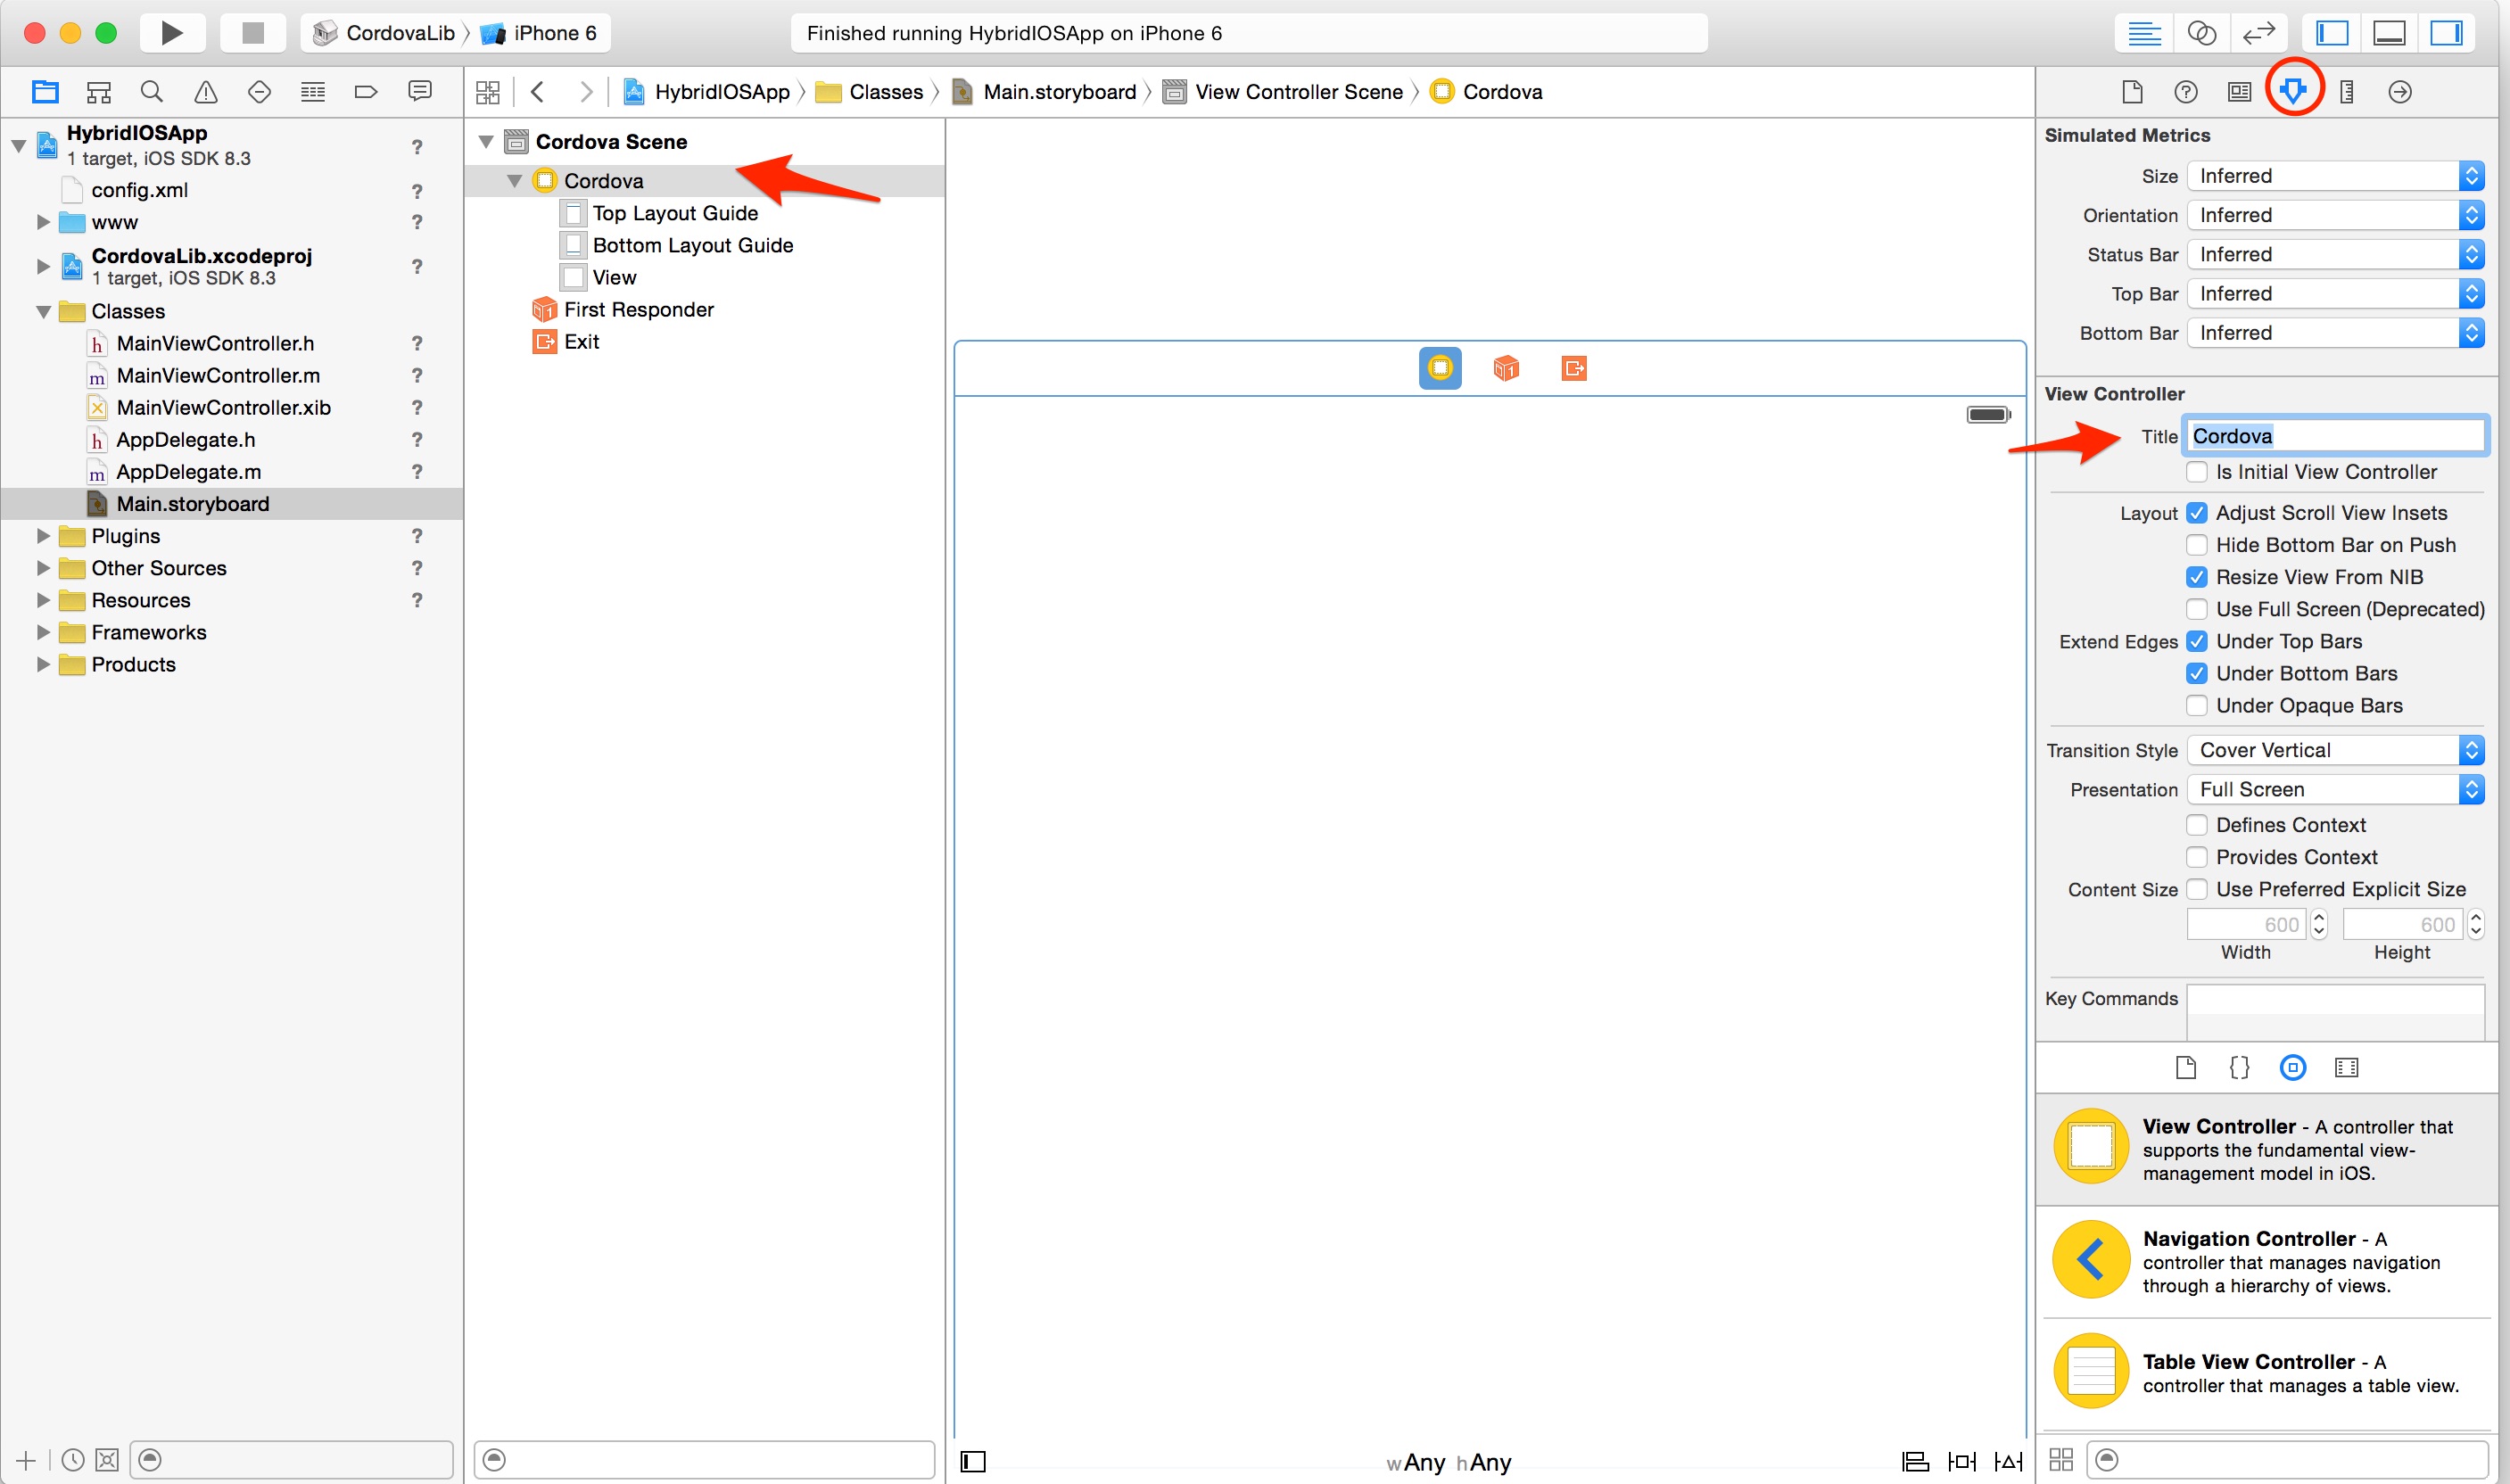 CordovaLib
iPhone 6
Finished running HybridIOSApp on iPhone 6
HybridIOSApp
Classes
Main.storyboard
View Controller Scene
Cordova
HybridIOSApp
1 target, iOS SDK 8.3
?
config.xml
?
www
?
CordovaLib.xcodeproj
1 target, iOS SDK 8.3
?
Classes
h MainViewController.h
?
m MainViewController.m
?
MainViewController.xib
?
h AppDelegate.h
?
m AppDelegate.m
?
Main.storyboard
Plugins
?
Other Sources
?
Resources
?
Frameworks
Products
Cordova Scene
Cordova
Top Layout Guide
Bottom Layout Guide
View
First Responder
Exit
wAny hAny
Simulated Metrics
Size Inferred
Orientation Inferred
Status Bar Inferred
Top Bar Inferred
Bottom Bar Inferred
View Controller
Title Cordova
Is Initial View Controller
Layout Adjust Scroll View Insets
Hide Bottom Bar on Push
Resize View From NIB
Use Full Screen (Deprecated)
Extend Edges Under Top Bars
Under Bottom Bars
Under Opaque Bars
Transition Style Cover Vertical
Presentation Full Screen
Defines Context
Provides Context
Content Size Use Preferred Explicit Size
600 600
Width Height
Key Commands
{}
View Controller - A controller that
supports the fundamental view-
management model in iOS.
Navigation Controller - A
controller that manages navigation
through a hierarchy of views.
Table View Controller - A
controller that manages a table view.